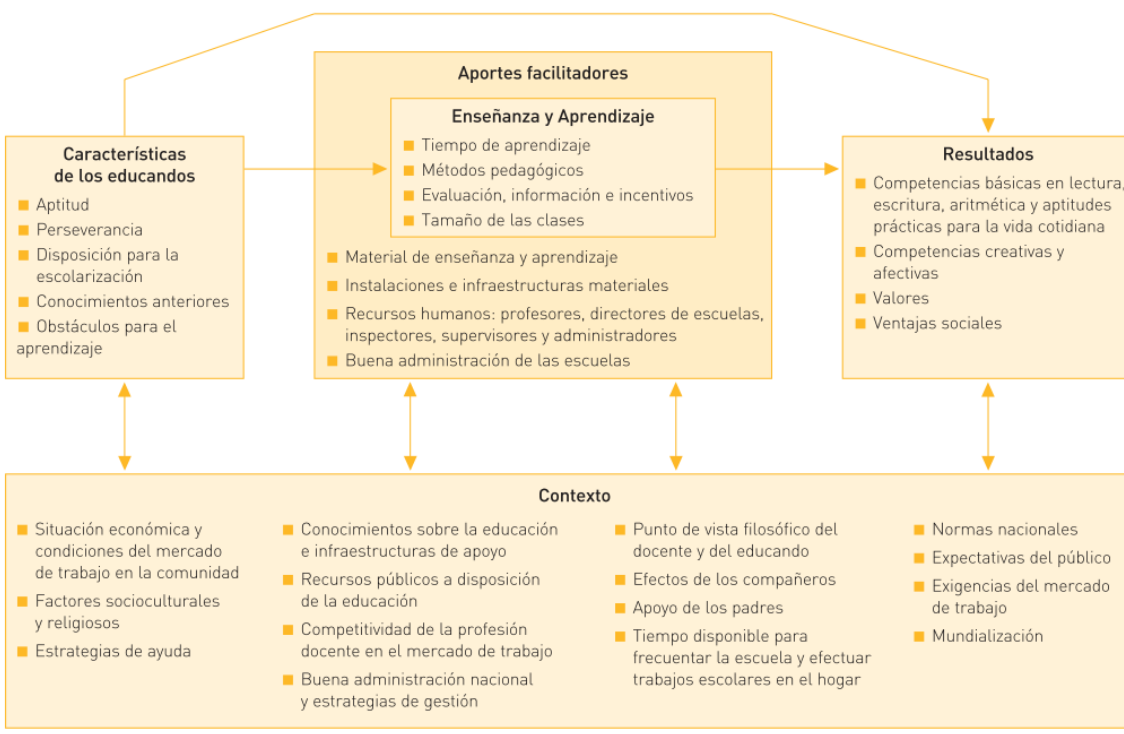 Aportes facilitadores
Enseñanza y Aprendizaje
■ Tiempo de aprendizaje
■ Métodos pedagógicos
■ Evaluación, información e incentivos
■ Tamaño de las clases
■ Material de enseñanza y aprendizaje
■ Instalaciones e infraestructuras materiales
■ Recursos humanos: profesores, directores de escuelas,
inspectores, supervisores y administradores
■ Buena administración de las escuelas
Características
de los educandos
■ Aptitud
■ Perseverancia
■ Disposición para la
escolarización
■ Conocimientos anteriores
■ Obstáculos para el
aprendizaje
Resultados
■ Competencias básicas en lectura,
escritura, aritmética y aptitudes
prácticas para la vida cotidiana
■ Competencias creativas y
afectivas
■ Valores
■ Ventajas sociales
Contexto
■ Situación económica y
condiciones del mercado
de trabajo en la comunidad
■ Factores socioculturales
y religiosos
■ Estrategias de ayuda
■ Conocimientos sobre la educación
e infraestructuras de apoyo
■ Recursos públicos a disposición
de la educación
■ Competitividad de la profesión
docente en el mercado de trabajo
■ Buena administración nacional
y estrategias de gestión
■ Punto de vista filosófico del
docente y del educando
■ Efectos de los compañeros
■ Apoyo de los padres
■ Tiempo disponible para
frecuentar la escuela y efectuar
trabajos escolares en el hogar
■ Normas nacionales
■ Expectativas del público
■ Exigencias del mercado
de trabajo
■ Mundialización